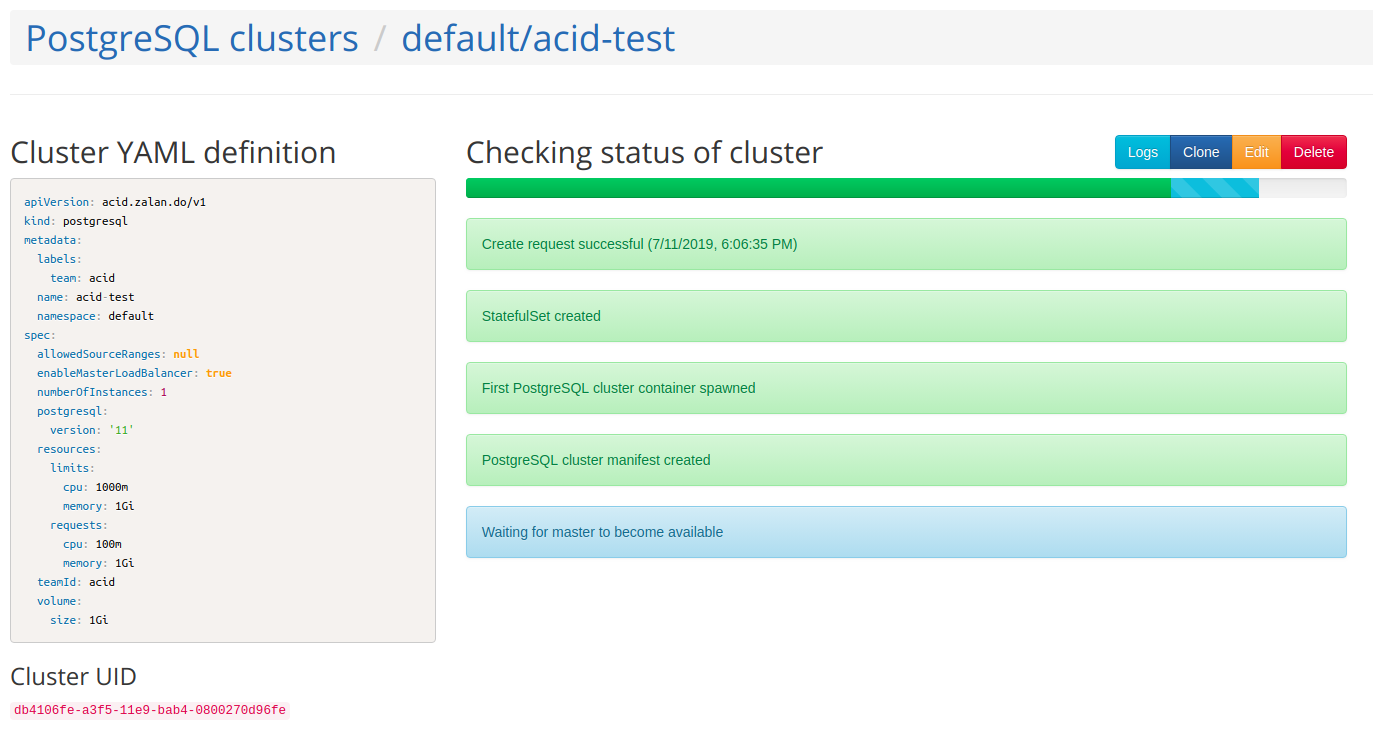 PostgreSQL clusters / default/acid-test
Cluster YAML definition
apiVersion: acid.zalan.do/v1
kind: postgresql
metadata:
  labels:
    team: acid
  name: acid-test
  namespace: default
spec:
  allowedSourceRanges: null
  enableMasterLoadBalancer: true
  numberOfInstances: 1
  postgresql:
    version: '11'
  resources:
    limits:
      cpu: 1000m
      memory: 1Gi
    requests:
      cpu: 100m
      memory: 1Gi
  teamId: acid
  volume:
    size: 1Gi
Cluster UID
db4106fe-a3f5-11e9-bab4-0800270d96fe
Checking status of cluster
Logs Clone Edit Delete
Create request successful (7/11/2019, 6:06:35 PM)
StatefulSet created
First PostgreSQL cluster container spawned
PostgreSQL cluster manifest created
Waiting for master to become available